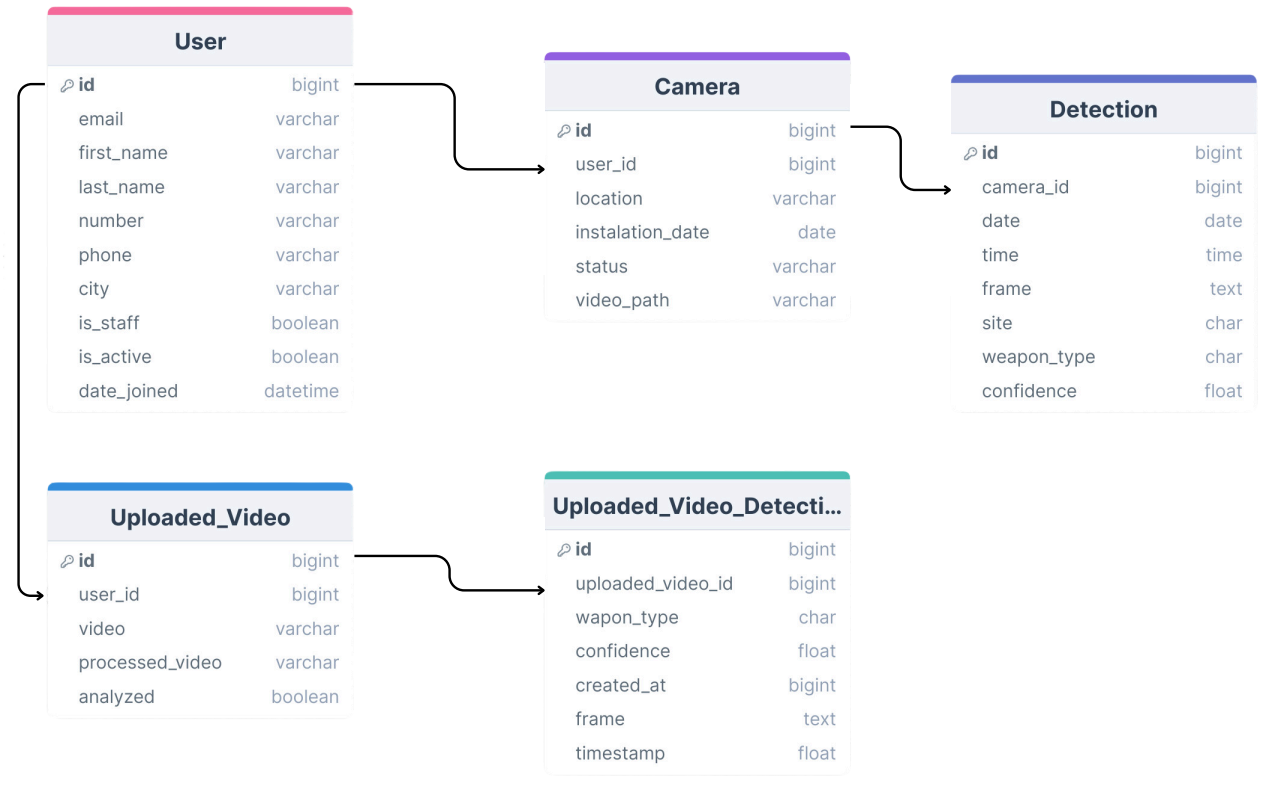 User
id bigint
email varchar
first_name varchar
last_name varchar
number varchar
phone varchar
city varchar
is_staff boolean
is_active boolean
date_joined datetime
Camera
id bigint
user_id bigint
location varchar
instalation_date date
status varchar
video_path varchar
Detection
id bigint
camera_id bigint
date date
time time
frame text
site char
weapon_type char
confidence float
Uploaded_Video
id bigint
user_id bigint
video varchar
processed_video varchar
analyzed boolean
Uploaded_Video_Detecti...
id bigint
uploaded_video_id bigint
wapon_type char
confidence float
created_at bigint
frame text
timestamp float